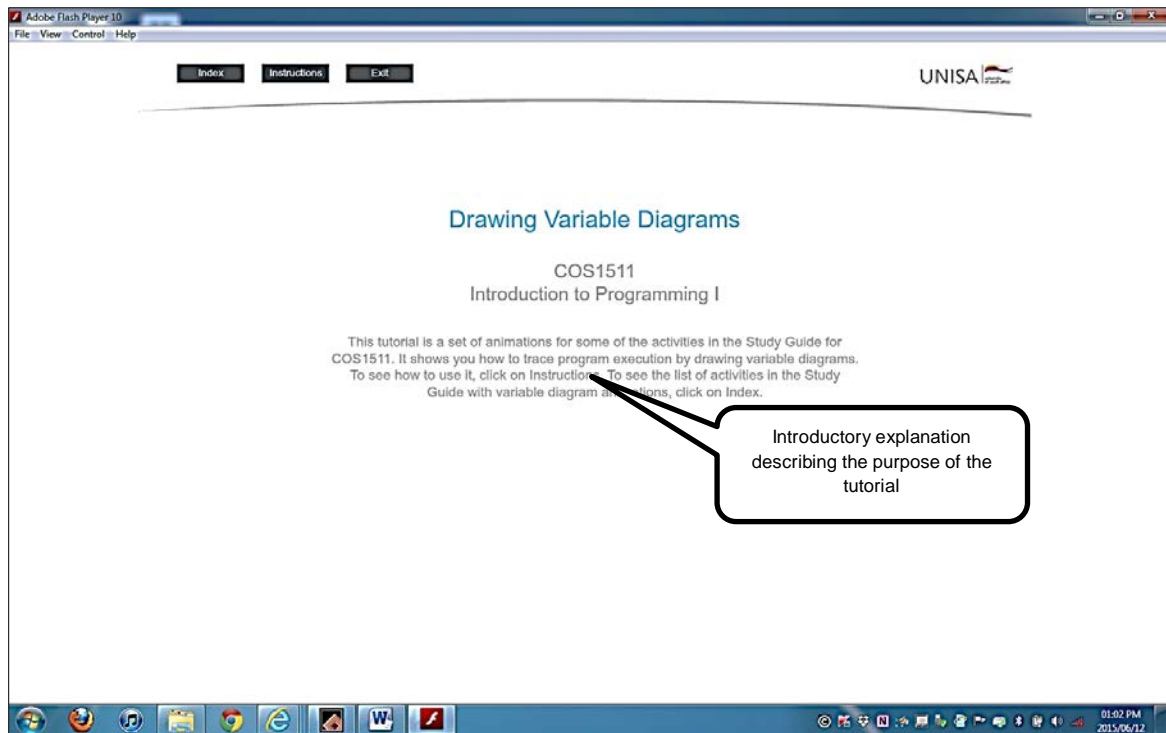 Adobe Flash Player 10
File View Control Help
Index Instructions Exit
UNISA
Drawing Variable Diagrams
COS1511
Introduction to Programming I
This tutorial is a set of animations for some of the activities in the Study Guide for
COS1511. It shows you how to trace program execution by drawing variable diagrams.
To see how to use it, click on Instructions. To see the list of activities in the Study
Guide with variable diagram animations, click on Index.
Introductory explanation
describing the purpose of the
tutorial
01:02 PM
2015/06/12